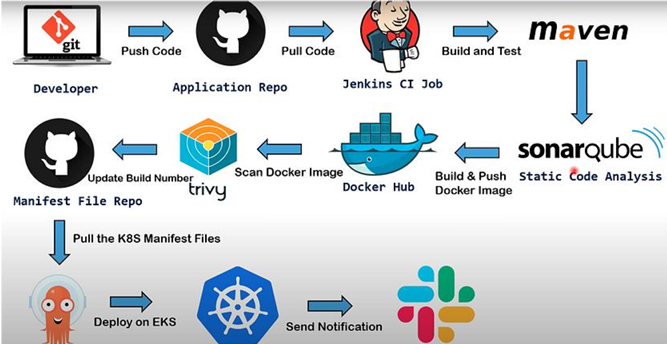 git
Push Code
Pull Code
Build and Test
maven
Developer
Application Repo
Jenkins CI Job
sonarqube
Static Code Analysis
Build & Push
Docker Image
Docker Hub
Scan Docker Image
trivy
Update Build Number
Manifest File Repo
Pull the K8S Manifest Files
Deploy on EKS
Send Notification